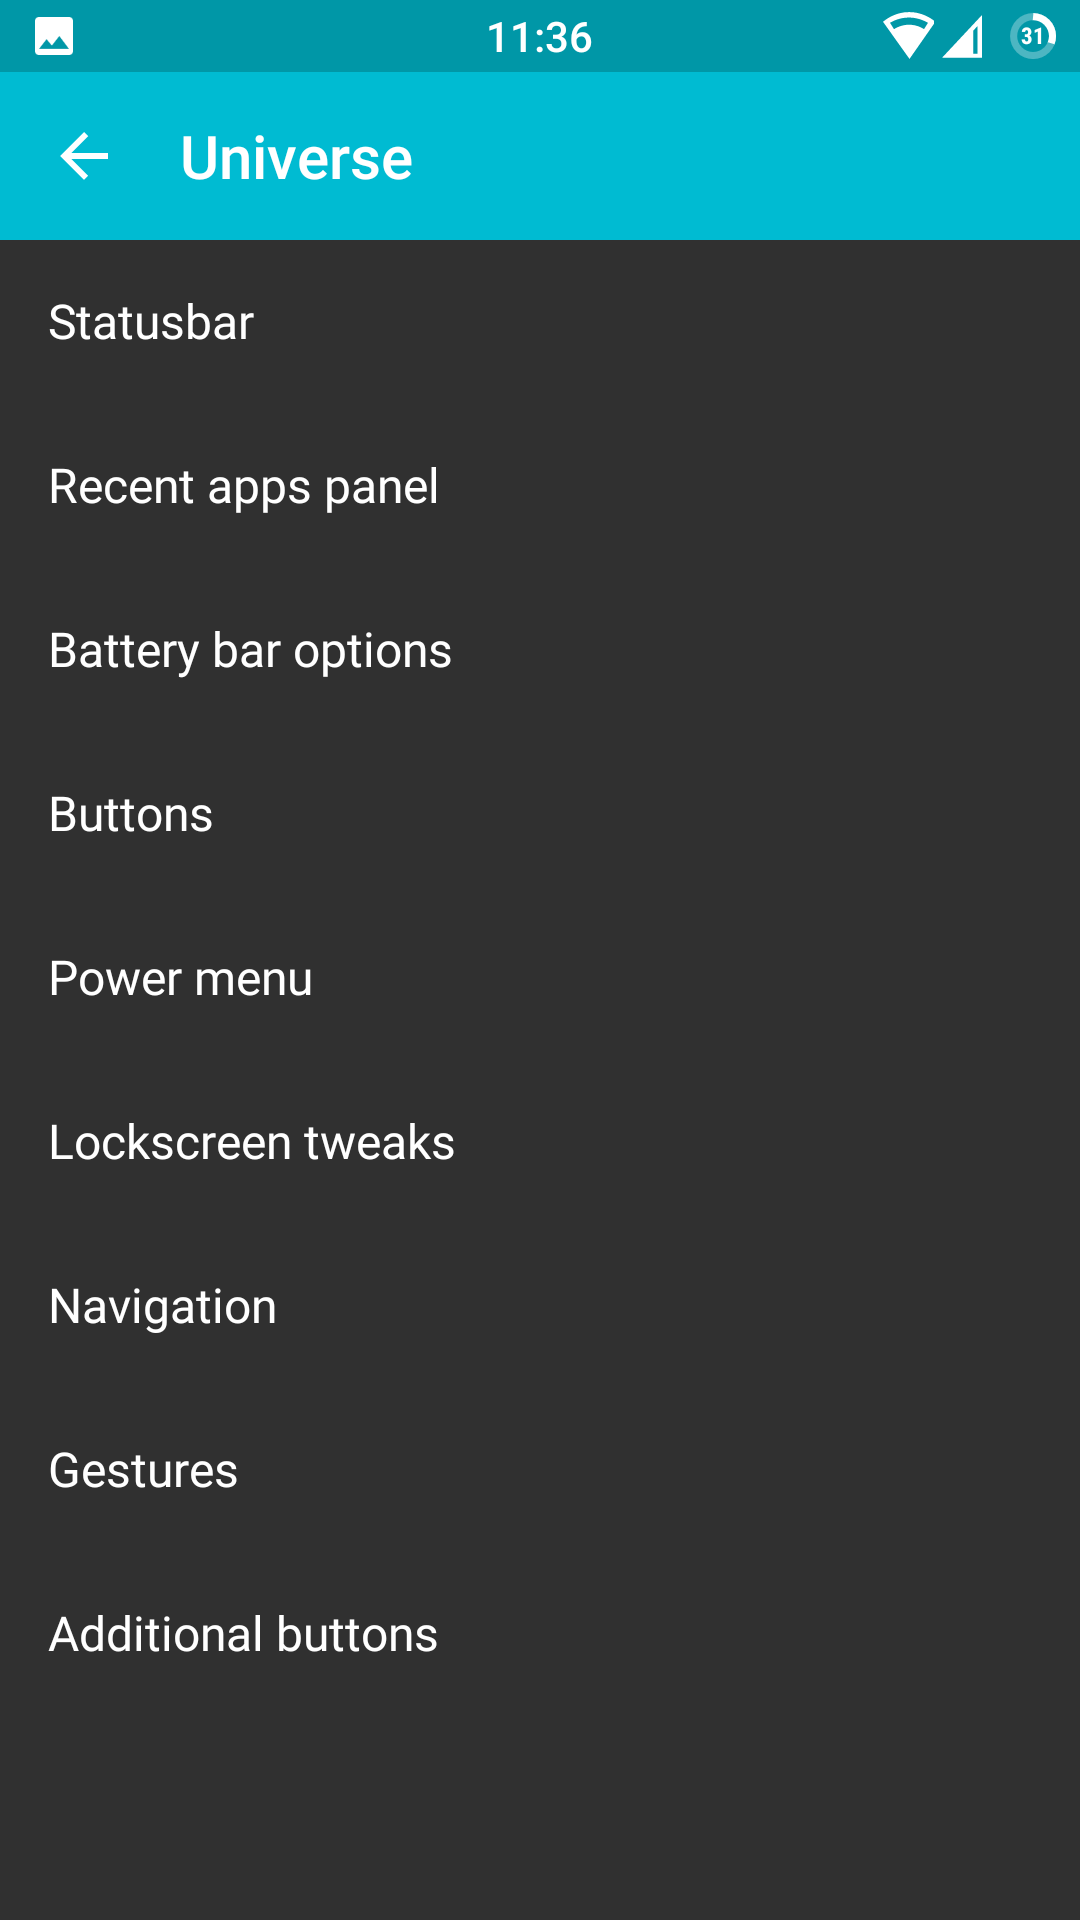 11:36
31
Universe
Statusbar
Recent apps panel
Battery bar options
Buttons
Power menu
Lockscreen tweaks
Navigation
Gestures
Additional buttons